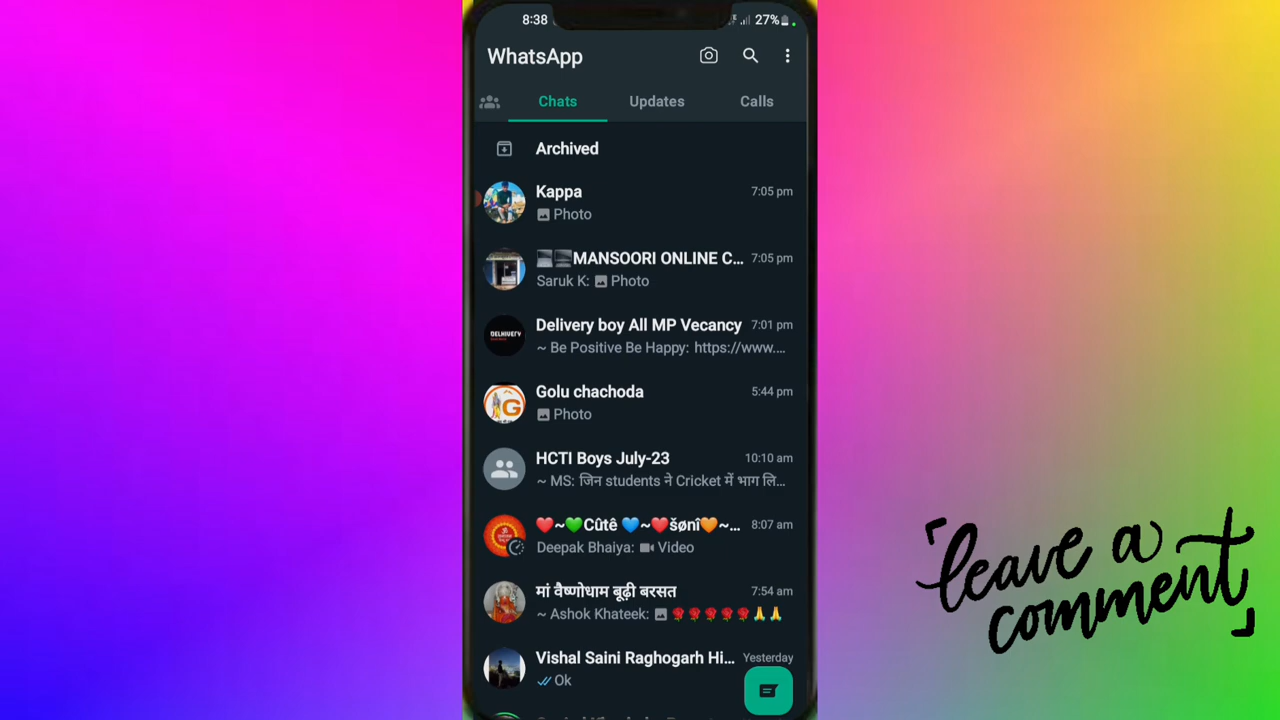 8:38 27%
WhatsApp
Chats Updates Calls
Archived
Kappa 7:05 pm
Photo
MANSOORI ONLINE C... 7:05 pm
Saruk K: Photo
DELHIVERY
Delivery boy All MP Vecancy 7:01 pm
~ Be Positive Be Happy: https://www....
Golu chachoda 5:44 pm
G
Photo
HCTI Boys July-23 10:10 am
~ MS: जिन students ने Cricket में भाग लि...
❤️~💚Cûtê 💙~❤️šønî🧡~... 8:07 am
Deepak Bhaiya: Video
मां वैष्णोधाम बूढ़ी बरसत 7:54 am
~ Ashok Khateek: 🌹🌹🌹🌹🌹🙏🙏
Vishal Saini Raghogarh Hi... Yesterday
Ok
leave a
comment